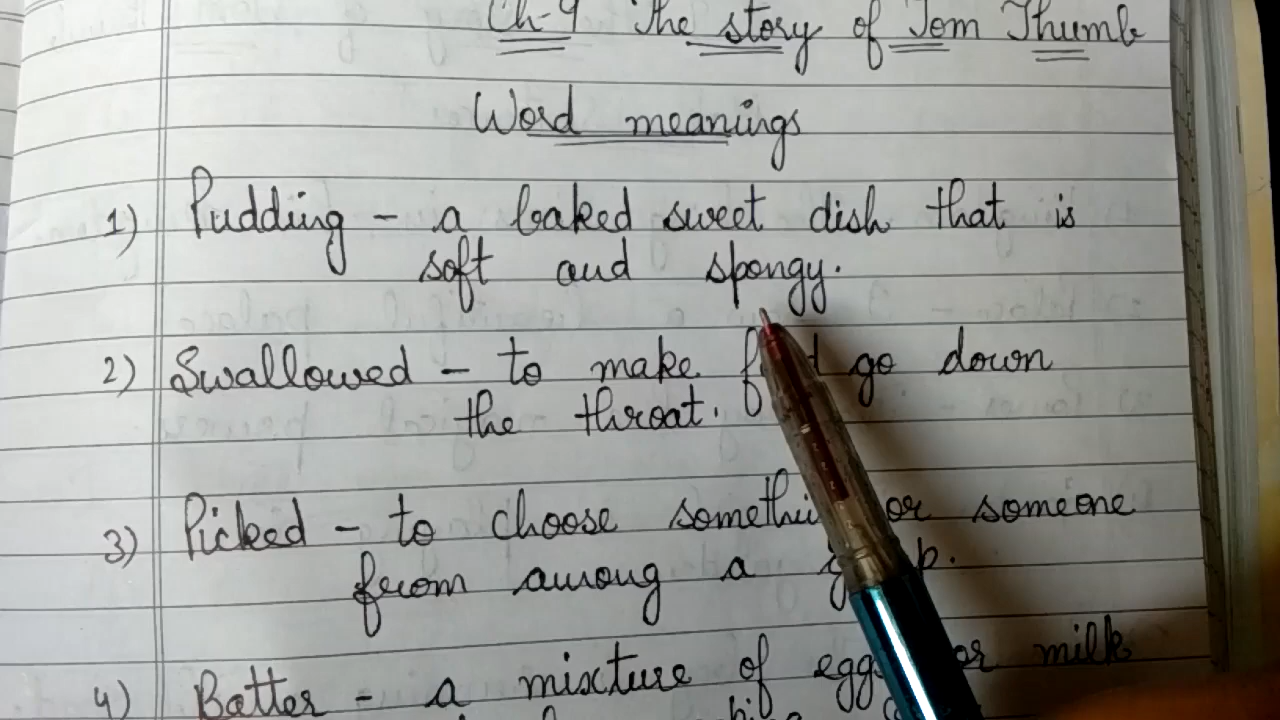 Ch-9 The story of Tom Thumb
Word meanings
1) Pudding - a baked sweet dish that is
soft and spongy.
2) Swallowed - to make go down
the throat.
3) Picked - to choose or someone
from among a
4) Batter - a mixture of or milk